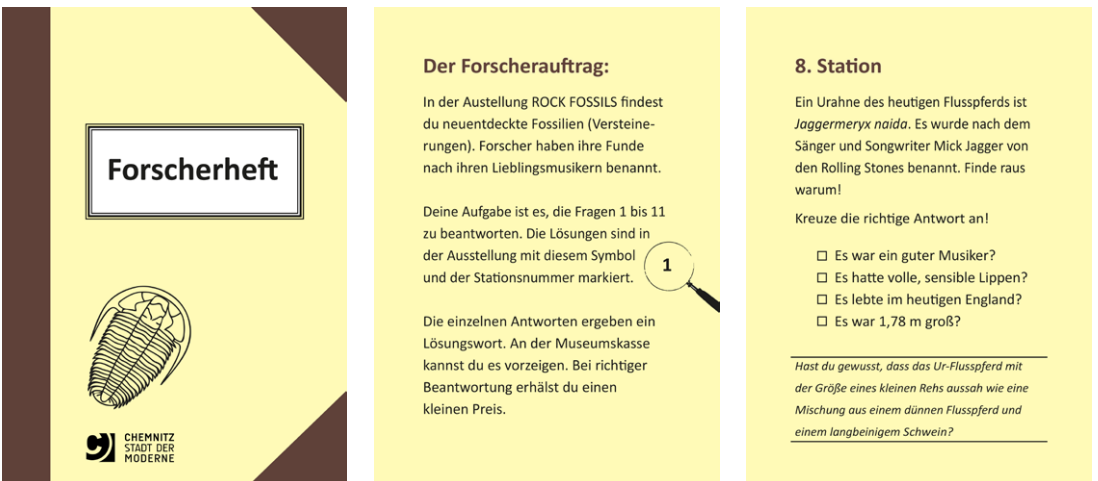 Forscherheft
CHEMNITZ
STADT DER
MODERNE
Der Forscherauftrag:
In der Austellung ROCK FOSSILS findest
du neuentdeckte Fossilien (Versteine-
rungen). Forscher haben ihre Funde
nach ihren Lieblingsmusikern benannt.
Deine Aufgabe ist es, die Fragen 1 bis 11
zu beantworten. Die Lösungen sind in
der Ausstellung mit diesem Symbol
und der Stationsnummer markiert.
1
Die einzelnen Antworten ergeben ein
Lösungswort. An der Museumskasse
kannst du es vorzeigen. Bei richtiger
Beantwortung erhälst du einen
kleinen Preis.
8. Station
Ein Urahne des heutigen Flusspferds ist
Jaggermeryx naida. Es wurde nach dem
Sänger und Songwriter Mick Jagger von
den Rolling Stones benannt. Finde raus
warum!
Kreuze die richtige Antwort an!
☐ Es war ein guter Musiker?
☐ Es hatte volle, sensible Lippen?
☐ Es lebte im heutigen England?
☐ Es war 1,78 m groß?
Hast du gewusst, dass das Ur-Flusspferd mit
der Größe eines kleinen Rehs aussah wie eine
Mischung aus einem dünnen Flusspferd und
einem langbeinigem Schwein?